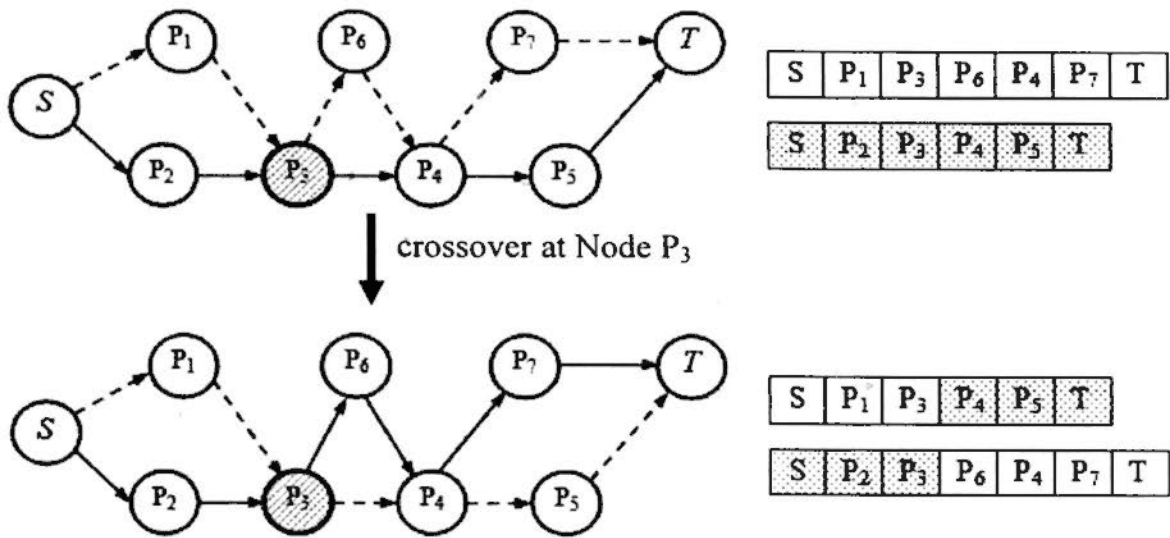 P₁ P₆ P₇ T
S
P₂ P₃ P₄ P₅
S P₁ P₃ P₆ P₄ P₇ T
S P₂ P₃ P₄ P₅ T
crossover at Node P₃
P₁ P₆ P₇ T
S
P₂ P₃ P₄ P₅
S P₁ P₃ P₄ P₅ T
S P₂ P₃ P₆ P₄ P₇ T